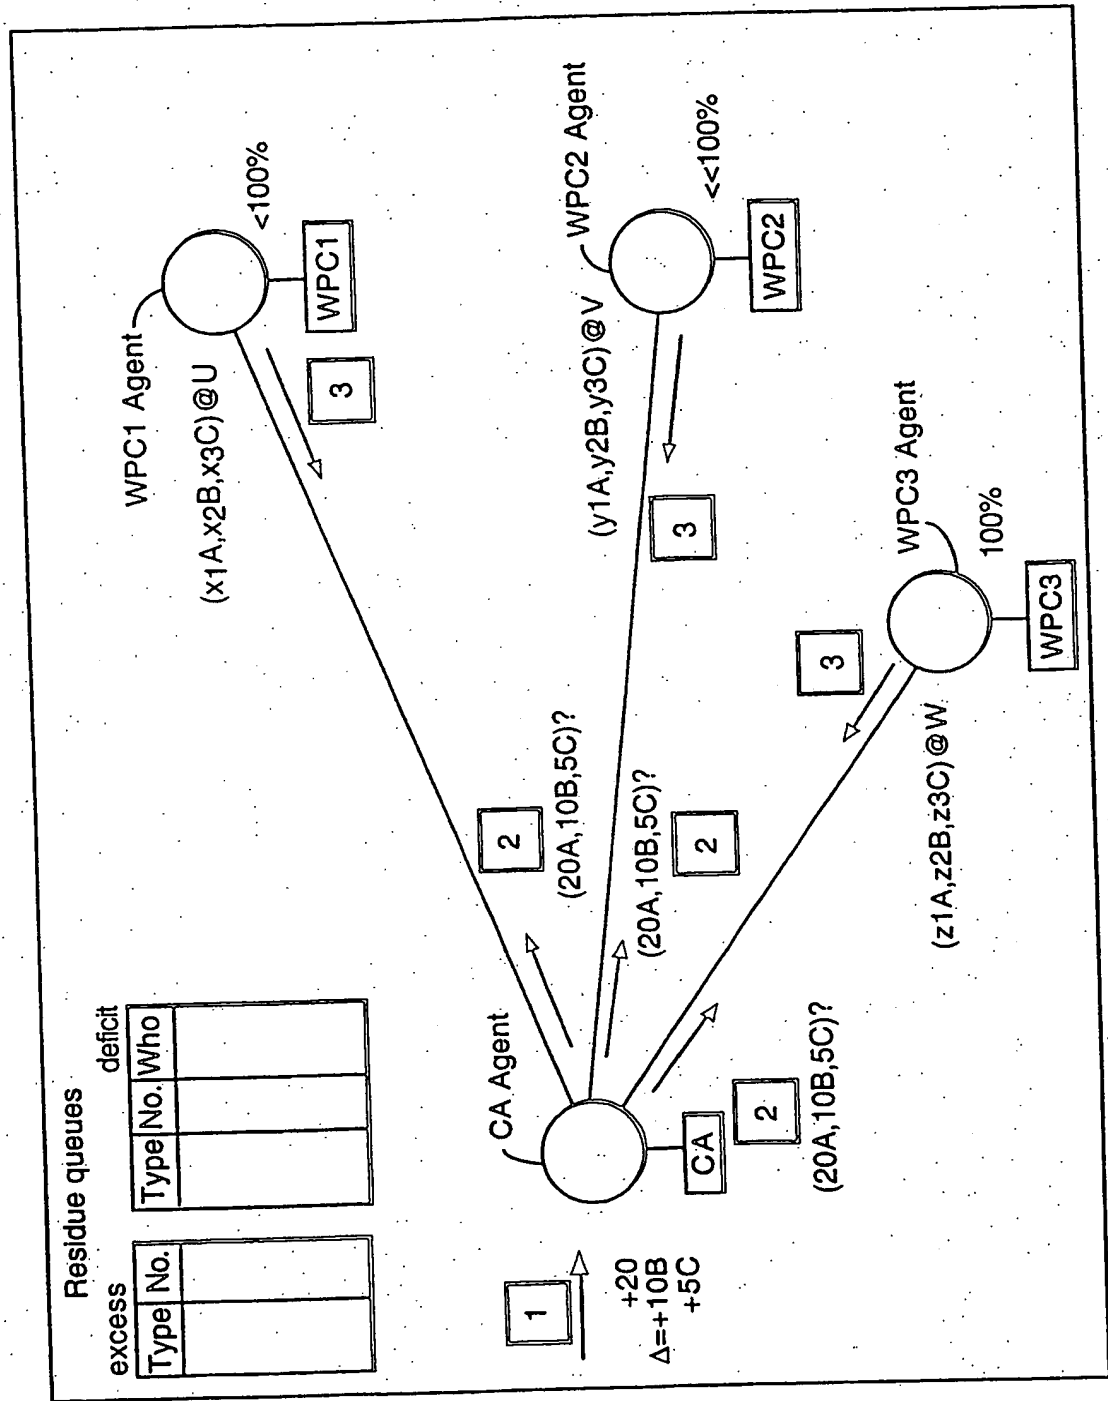 Residue queues
excess
deficit
Type No.
Type No. Who
1
+20
Δ=+10B
+5C
CA Agent
CA
2
(20A,10B,5C)?
2
(20A,10B,5C)?
2
(20A,10B,5C)?
WPC1 Agent
(x1A,x2B,x3C)@U
<100%
WPC1
3
WPC2 Agent
(y1A,y2B,y3C)@V
<<100%
WPC2
3
WPC3 Agent
(z1A,z2B,z3C)@W
100%
WPC3
3